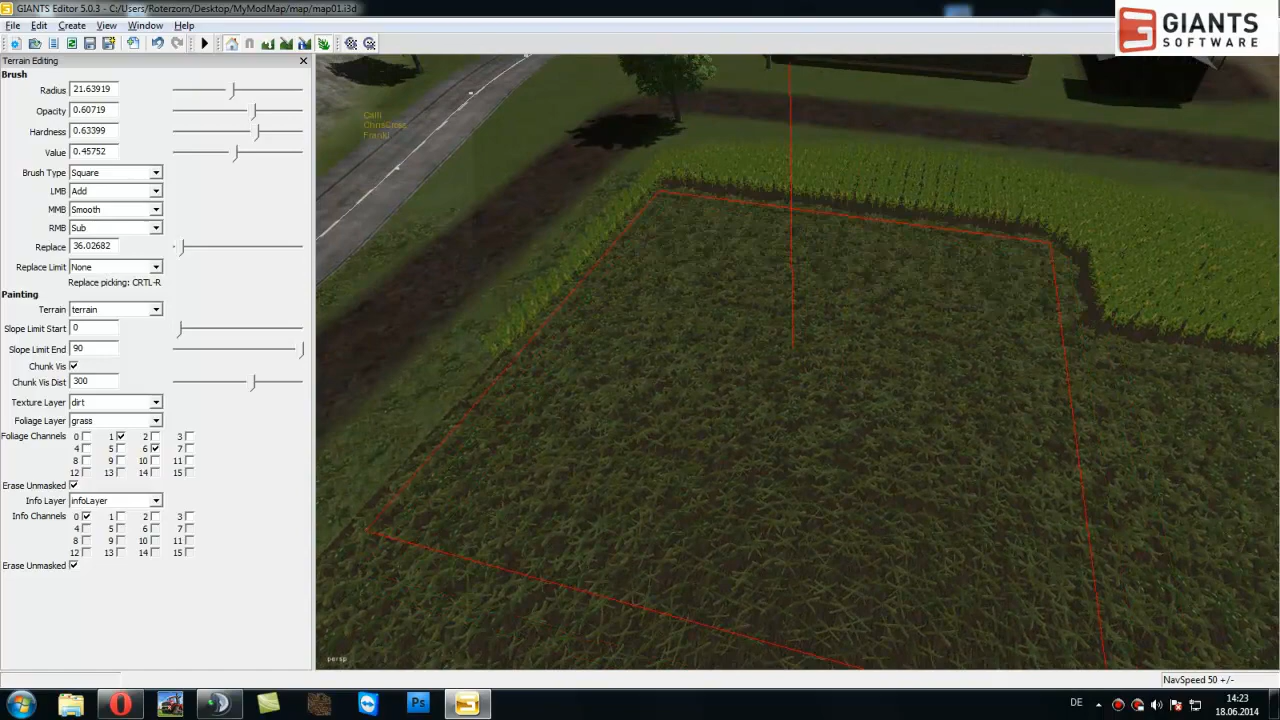 GIANTS Editor 5.0.3 - C:/Users/Roterzorn/Desktop/MyModMap/map/map01.i3d
File Edit Create View Window Scripts Help
GIANTS
SOFTWARE
Terrain Editing
Brush
Radius 21.63919
Opacity 0.60719
Hardness 0.63399
Value 0.45752
Brush Type Square
LMB Add
MMB Smooth
RMB Sub
Replace 36.02682
Replace Limit None
Replace picking: CRTL-R
Painting
Terrain terrain
Slope Limit Start 0
Slope Limit End 90
Chunk Vis
Chunk Vis Dist 300
Texture Layer dirt
Foliage Layer grass
Foliage Channels 0 1 2 3
4 5 6 7
8 9 10 11
12 13 14 15
Erase Unmasked
Info Layer infoLayer
Info Channels 0 1 2 3
4 5 6 7
8 9 10 11
12 13 14 15
Erase Unmasked
Calli
ChrisCross
Franki
persp
NavSpeed 50 +/-
Ps
DE
14:23
18.06.2014